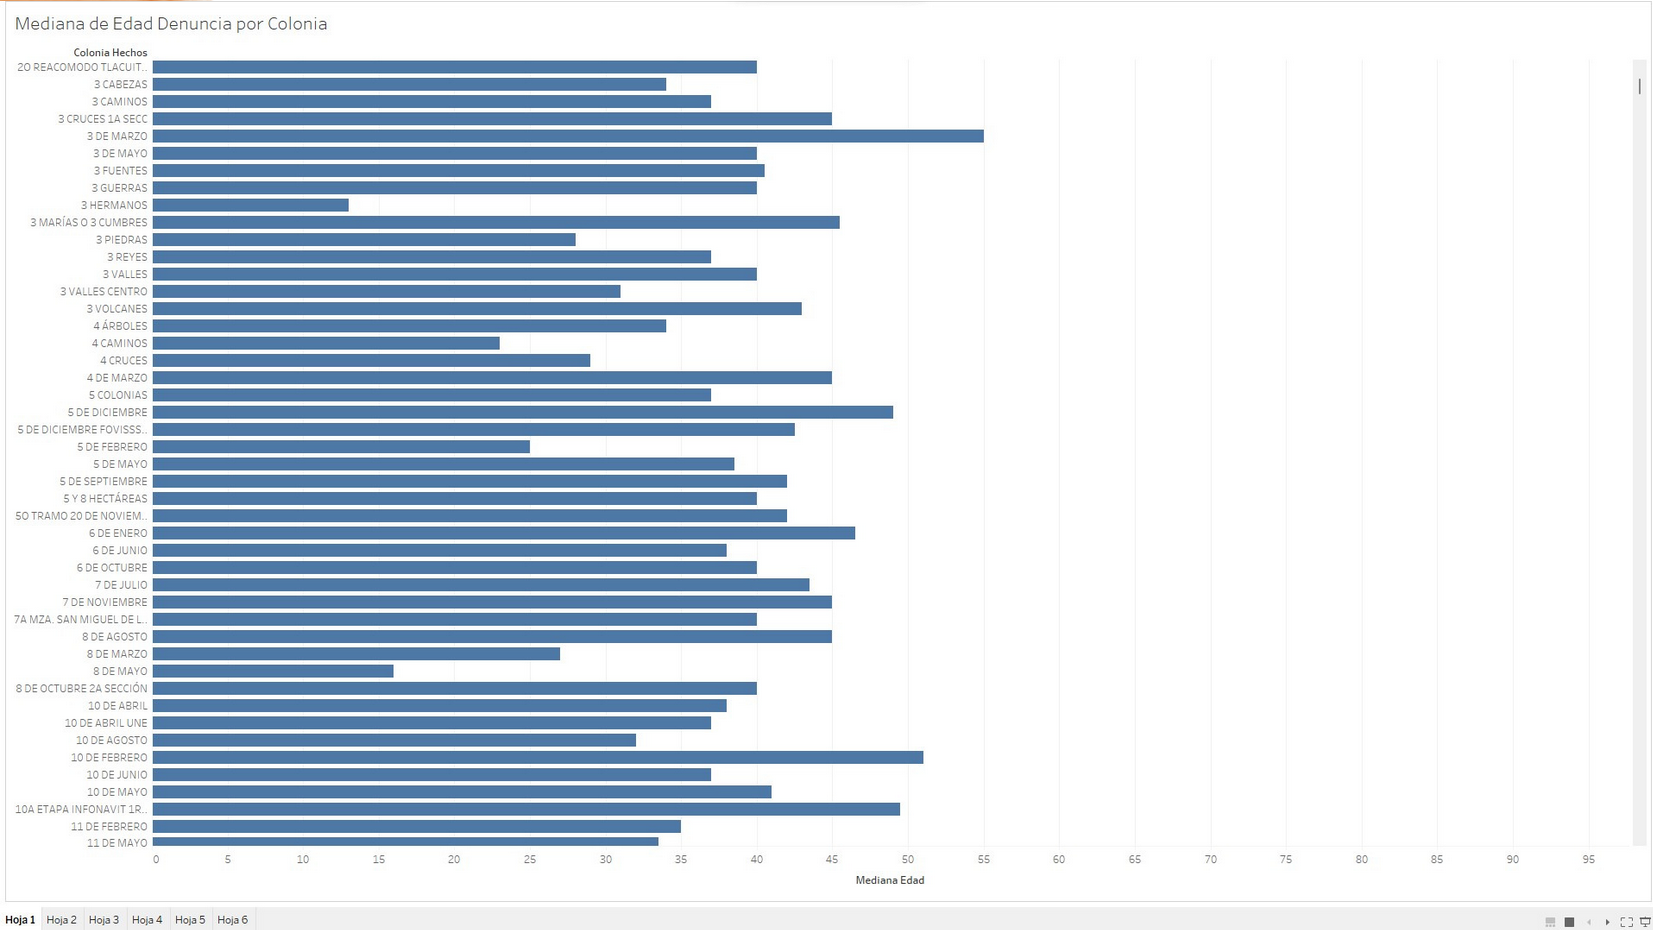 Mediana de Edad Denuncia por Colonia
Colonia Hechos
2O REACOMODO TLACUIT..
3 CABEZAS
3 CAMINOS
3 CRUCES 1A SECC
3 DE MARZO
3 DE MAYO
3 FUENTES
3 GUERRAS
3 HERMANOS
3 MARÍAS O 3 CUMBRES
3 PIEDRAS
3 REYES
3 VALLES
3 VALLES CENTRO
3 VOLCANES
4 ÁRBOLES
4 CAMINOS
4 CRUCES
4 DE MARZO
5 COLONIAS
5 DE DICIEMBRE
5 DE DICIEMBRE FOVISSS..
5 DE FEBRERO
5 DE MAYO
5 DE SEPTIEMBRE
5 Y 8 HECTÁREAS
5O TRAMO 20 DE NOVIEM..
6 DE ENERO
6 DE JUNIO
6 DE OCTUBRE
7 DE JULIO
7 DE NOVIEMBRE
7A MZA. SAN MIGUEL DE L..
8 DE AGOSTO
8 DE MARZO
8 DE MAYO
8 DE OCTUBRE 2A SECCIÓN
10 DE ABRIL
10 DE ABRIL UNE
10 DE AGOSTO
10 DE FEBRERO
10 DE JUNIO
10 DE MAYO
10A ETAPA INFONAVIT 1R..
11 DE FEBRERO
11 DE MAYO
0 5 10 15 20 25 30 35 40 45 50 55 60 65 70 75 80 85 90 95
Mediana Edad
Hoja 1 Hoja 2 Hoja 3 Hoja 4 Hoja 5 Hoja 6